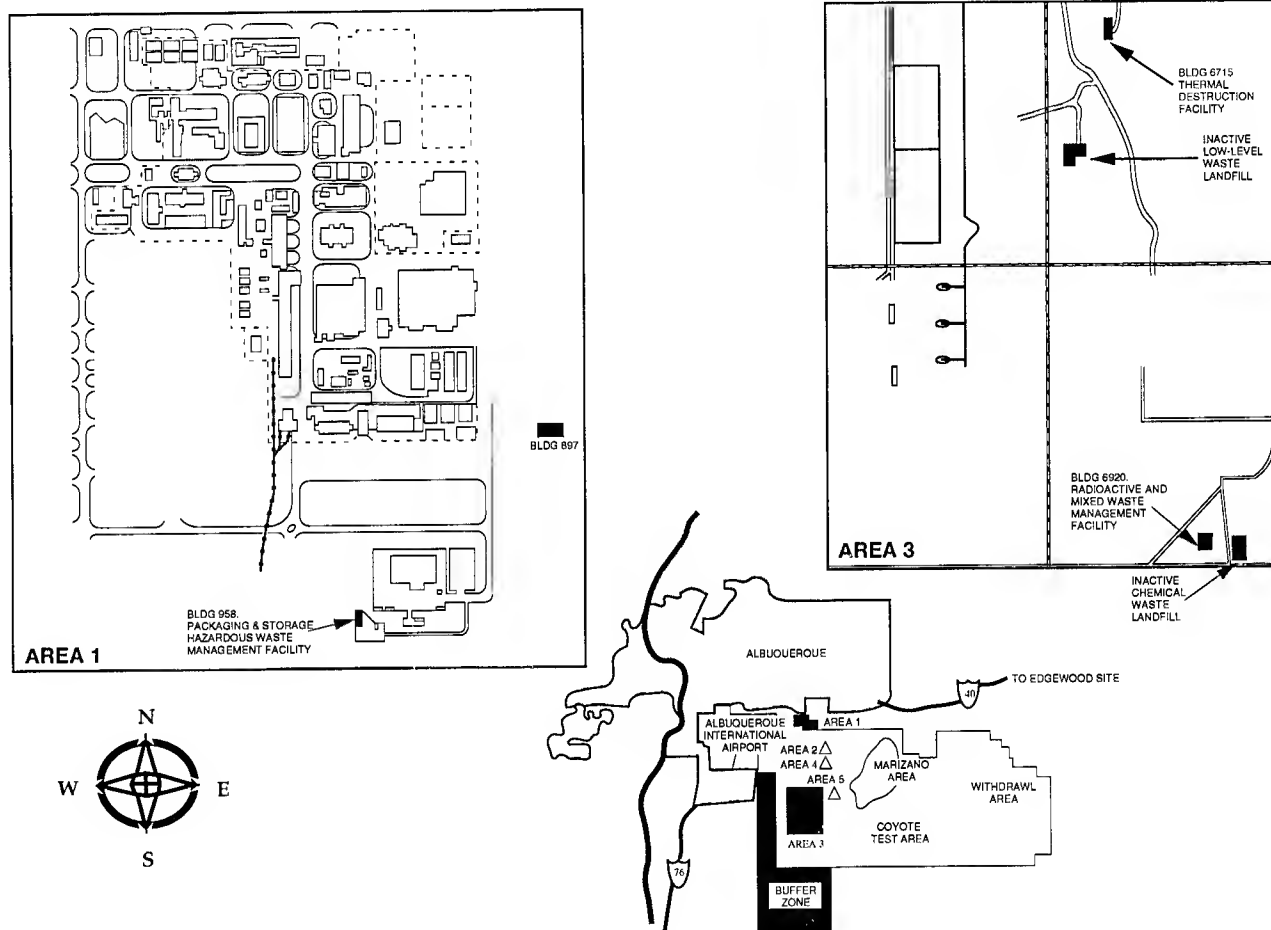 BLDG 897
BLDG 958.
PACKAGING & STORAGE
HAZARDOUS WASTE
MANAGEMENT FACILITY
AREA 1
BLDG 6715
THERMAL
DESTRUCTION
FACILITY
INACTIVE
LOW-LEVEL
WASTE
LANDFILL
BLDG 6920.
RADIOACTIVE AND
MIXED WASTE
MANAGEMENT
FACILITY
AREA 3
INACTIVE
CHEMICAL
WASTE
LANDFILL
N
W
E
S
ALBUQUEROUE
TO EDGEWOOD SITE
40
ALBUQUEROUE
INTERNATIONAL
AIRPORT
AREA 1
AREA 2
AREA 4
AREA 5
MARIZANO
AREA
WITHDRAWL
AREA
COYOTE
TEST AREA
AREA 3
76
BUFFER
ZONE